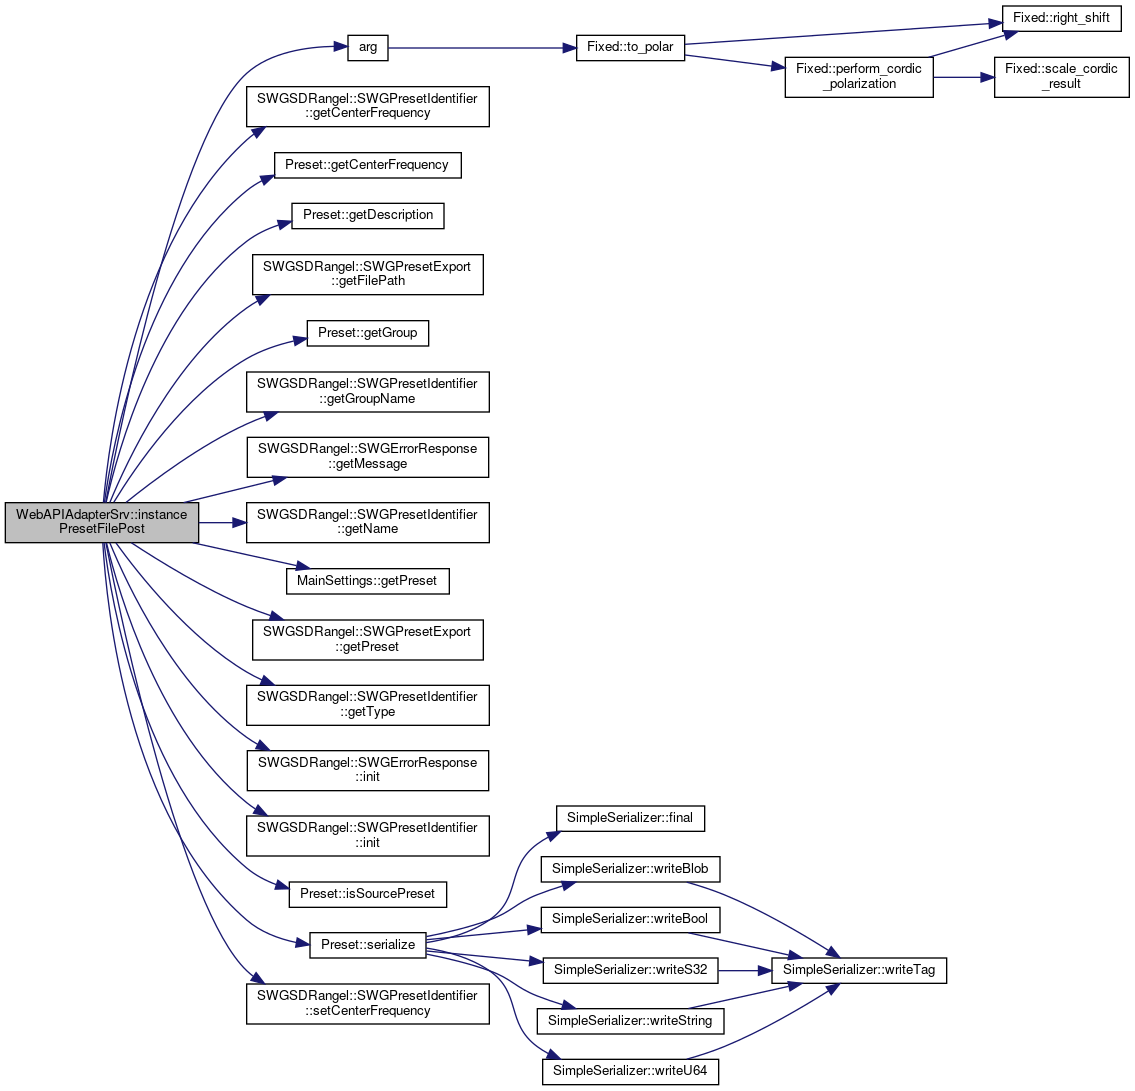 WebAPIAdapterSrv::instance
PresetFilePost
arg
Fixed::to_polar
Fixed::right_shift
Fixed::perform_cordic
_polarization
Fixed::scale_cordic
_result
SWGSDRangel::SWGPresetIdentifier
::getCenterFrequency
Preset::getCenterFrequency
Preset::getDescription
SWGSDRangel::SWGPresetExport
::getFilePath
Preset::getGroup
SWGSDRangel::SWGPresetIdentifier
::getGroupName
SWGSDRangel::SWGErrorResponse
::getMessage
SWGSDRangel::SWGPresetIdentifier
::getName
MainSettings::getPreset
SWGSDRangel::SWGPresetExport
::getPreset
SWGSDRangel::SWGPresetIdentifier
::getType
SWGSDRangel::SWGErrorResponse
::init
SWGSDRangel::SWGPresetIdentifier
::init
Preset::isSourcePreset
Preset::serialize
SWGSDRangel::SWGPresetIdentifier
::setCenterFrequency
SimpleSerializer::final
SimpleSerializer::writeBlob
SimpleSerializer::writeBool
SimpleSerializer::writeS32
SimpleSerializer::writeString
SimpleSerializer::writeU64
SimpleSerializer::writeTag